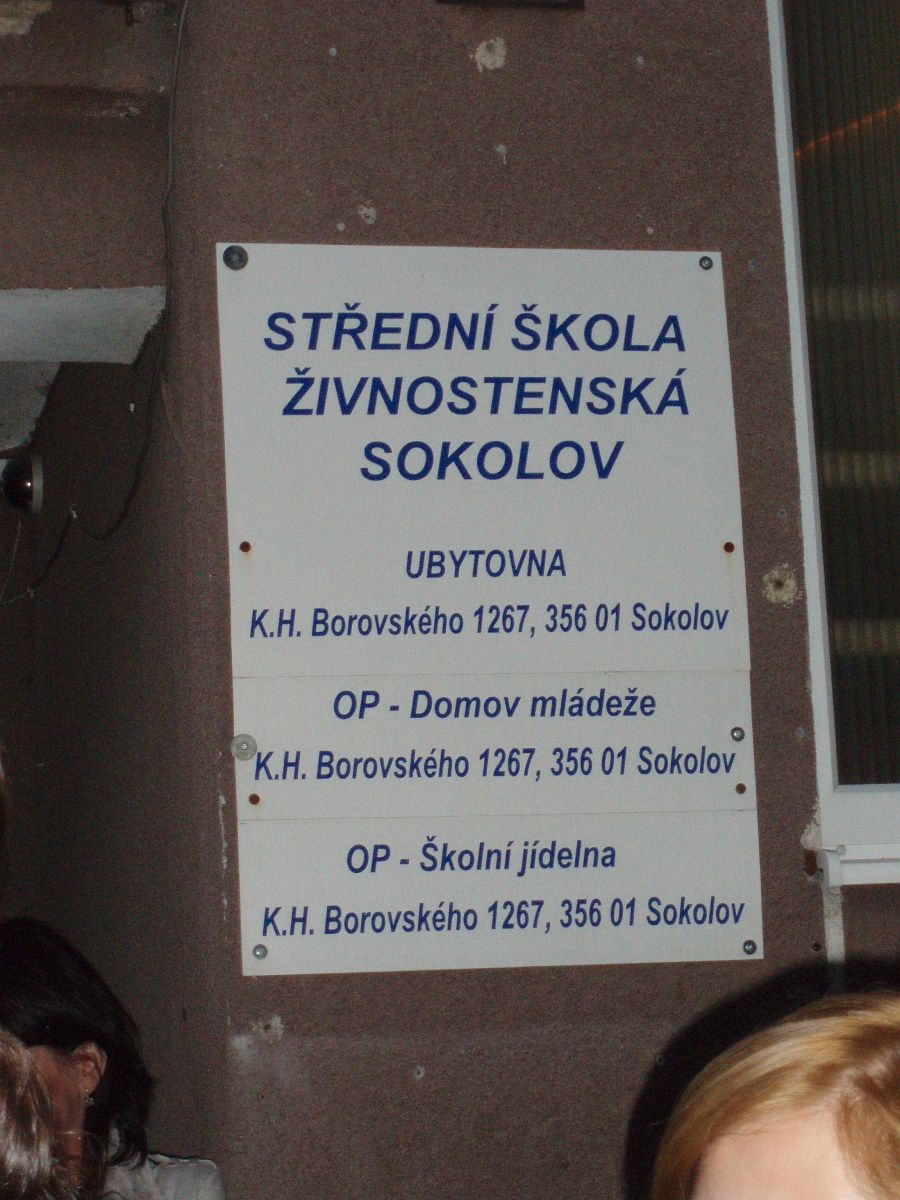 STŘEDNÍ ŠKOLA
ŽIVNOSTENSKÁ
SOKOLOV
UBYTOVNA
K.H. Borovského 1267, 356 01 Sokolov
OP - Domov mládeže
K.H. Borovského 1267, 356 01 Sokolov
OP - Školní jídelna
K.H. Borovského 1267, 356 01 Sokolov